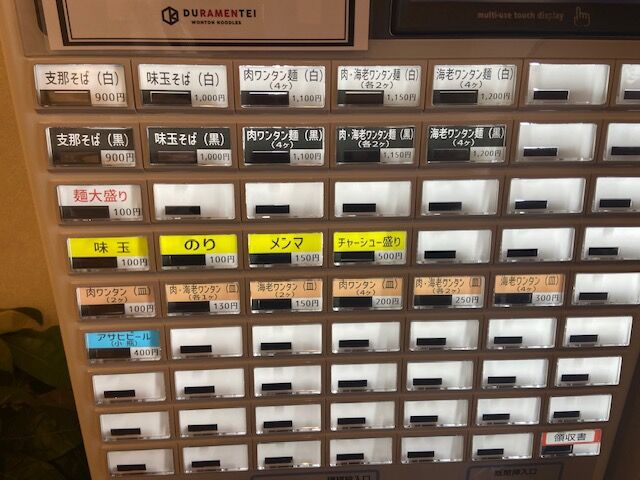 DURAMENTEI
WONTON NOODLES
multi-use touch display
支那そば（白）
900円
味玉そば（白）
1,000円
肉ワンタン麺（白）
（4ヶ）
1,100円
肉・海老ワンタン麺（白）
（各2ヶ）
1,150円
海老ワンタン麺（白）
（4ヶ）
1,200円
支那そば（黒）
900円
味玉そば（黒）
1,000円
肉ワンタン麺（黒）
（4ヶ）
1,100円
肉・海老ワンタン麺（黒）
（各2ヶ）
1,150円
海老ワンタン麺（黒）
（4ヶ）
1,200円
麺大盛り
100円
味玉
100円
のり
100円
メンマ
150円
チャーシュー盛り
500円
肉ワンタン（皿）
（2ヶ）
100円
肉・海老ワンタン（皿）
（各1ヶ）
130円
海老ワンタン（皿）
（2ヶ）
150円
肉ワンタン（皿）
（4ヶ）
200円
肉・海老ワンタン（皿）
（各2ヶ）
250円
海老ワンタン（皿）
（4ヶ）
300円
アサヒビール
（小瓶）
400円
領収書